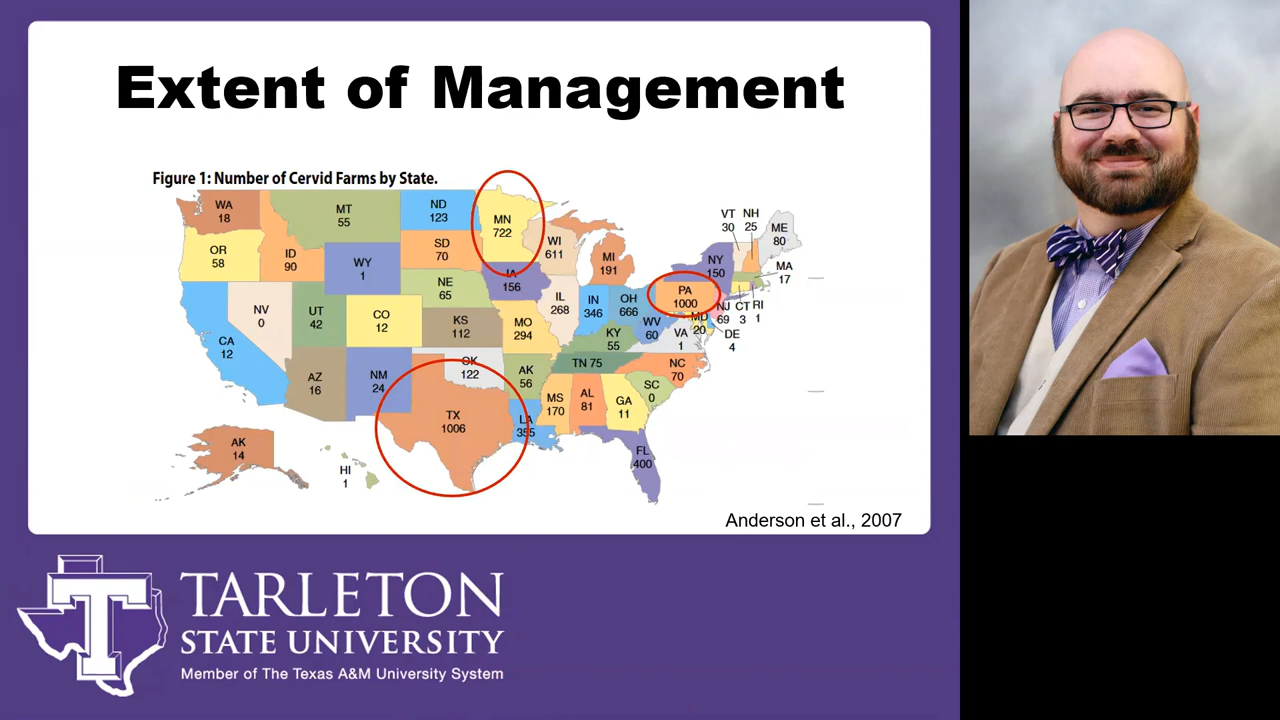 Extent of Management
Figure 1: Number of Cervid Farms by State.
WA
18
MT
55
ND
123
MN
722
VT
30
NH
25
ME
80
OR
58
ID
90
WY
1
SD
70
WI
611
MI
191
NY
150
MA
17
NE
65
IA
156
PA
1000
NV
0
UT
42
CO
12
KS
112
MO
294
IL
268
IN
346
OH
666
WV
60
VA
1
MD
20
NJ
69
CT
3
RI
1
DE
4
CA
12
KY
55
TN 75
NC
70
AZ
16
NM
24
OK
122
AK
56
SC
0
TX
1006
LA
355
MS
170
AL
81
GA
11
AK
14
HI
1
FL
400
Anderson et al., 2007
T
TARLETON
STATE UNIVERSITY
Member of The Texas A&M University System